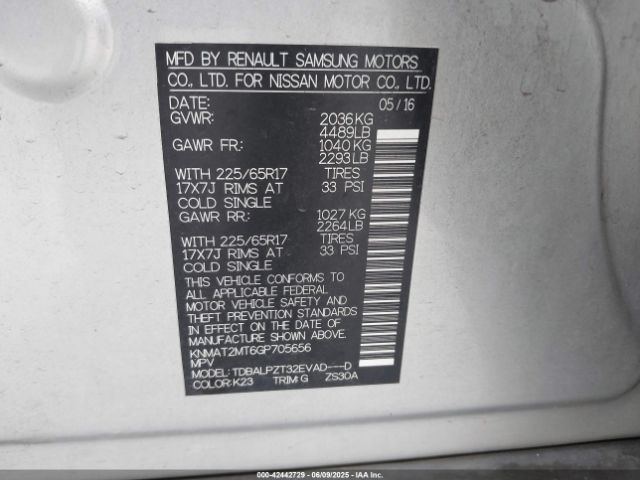 MFD BY RENAULT SAMSUNG MOTORS
CO., LTD. FOR NISSAN MOTOR CO., LTD.
DATE: 05/16
GVWR: 2036KG
4489LB
GAWR FR: 1040KG
2293LB
WITH 225/65R17 TIRES
17X7J RIMS AT 33 PSI
COLD SINGLE
GAWR RR: 1027KG
2264LB
WITH 225/65R17 TIRES
17X7J RIMS AT 33 PSI
COLD SINGLE
THIS VEHICLE CONFORMS TO
ALL APPLICABLE FEDERAL
MOTOR VEHICLE SAFETY AND
THEFT PREVENTION STANDARDS
IN EFFECT ON THE DATE OF
MANUFACTURE SHOWN ABOVE.
KNMAT2MT6GP705656
MPV
MODEL: TDBALPZT32EVAD---D
COLOR: K23 TRIM: G ZS30A
000-42442729 - 06/09/2025 - IAA Inc.